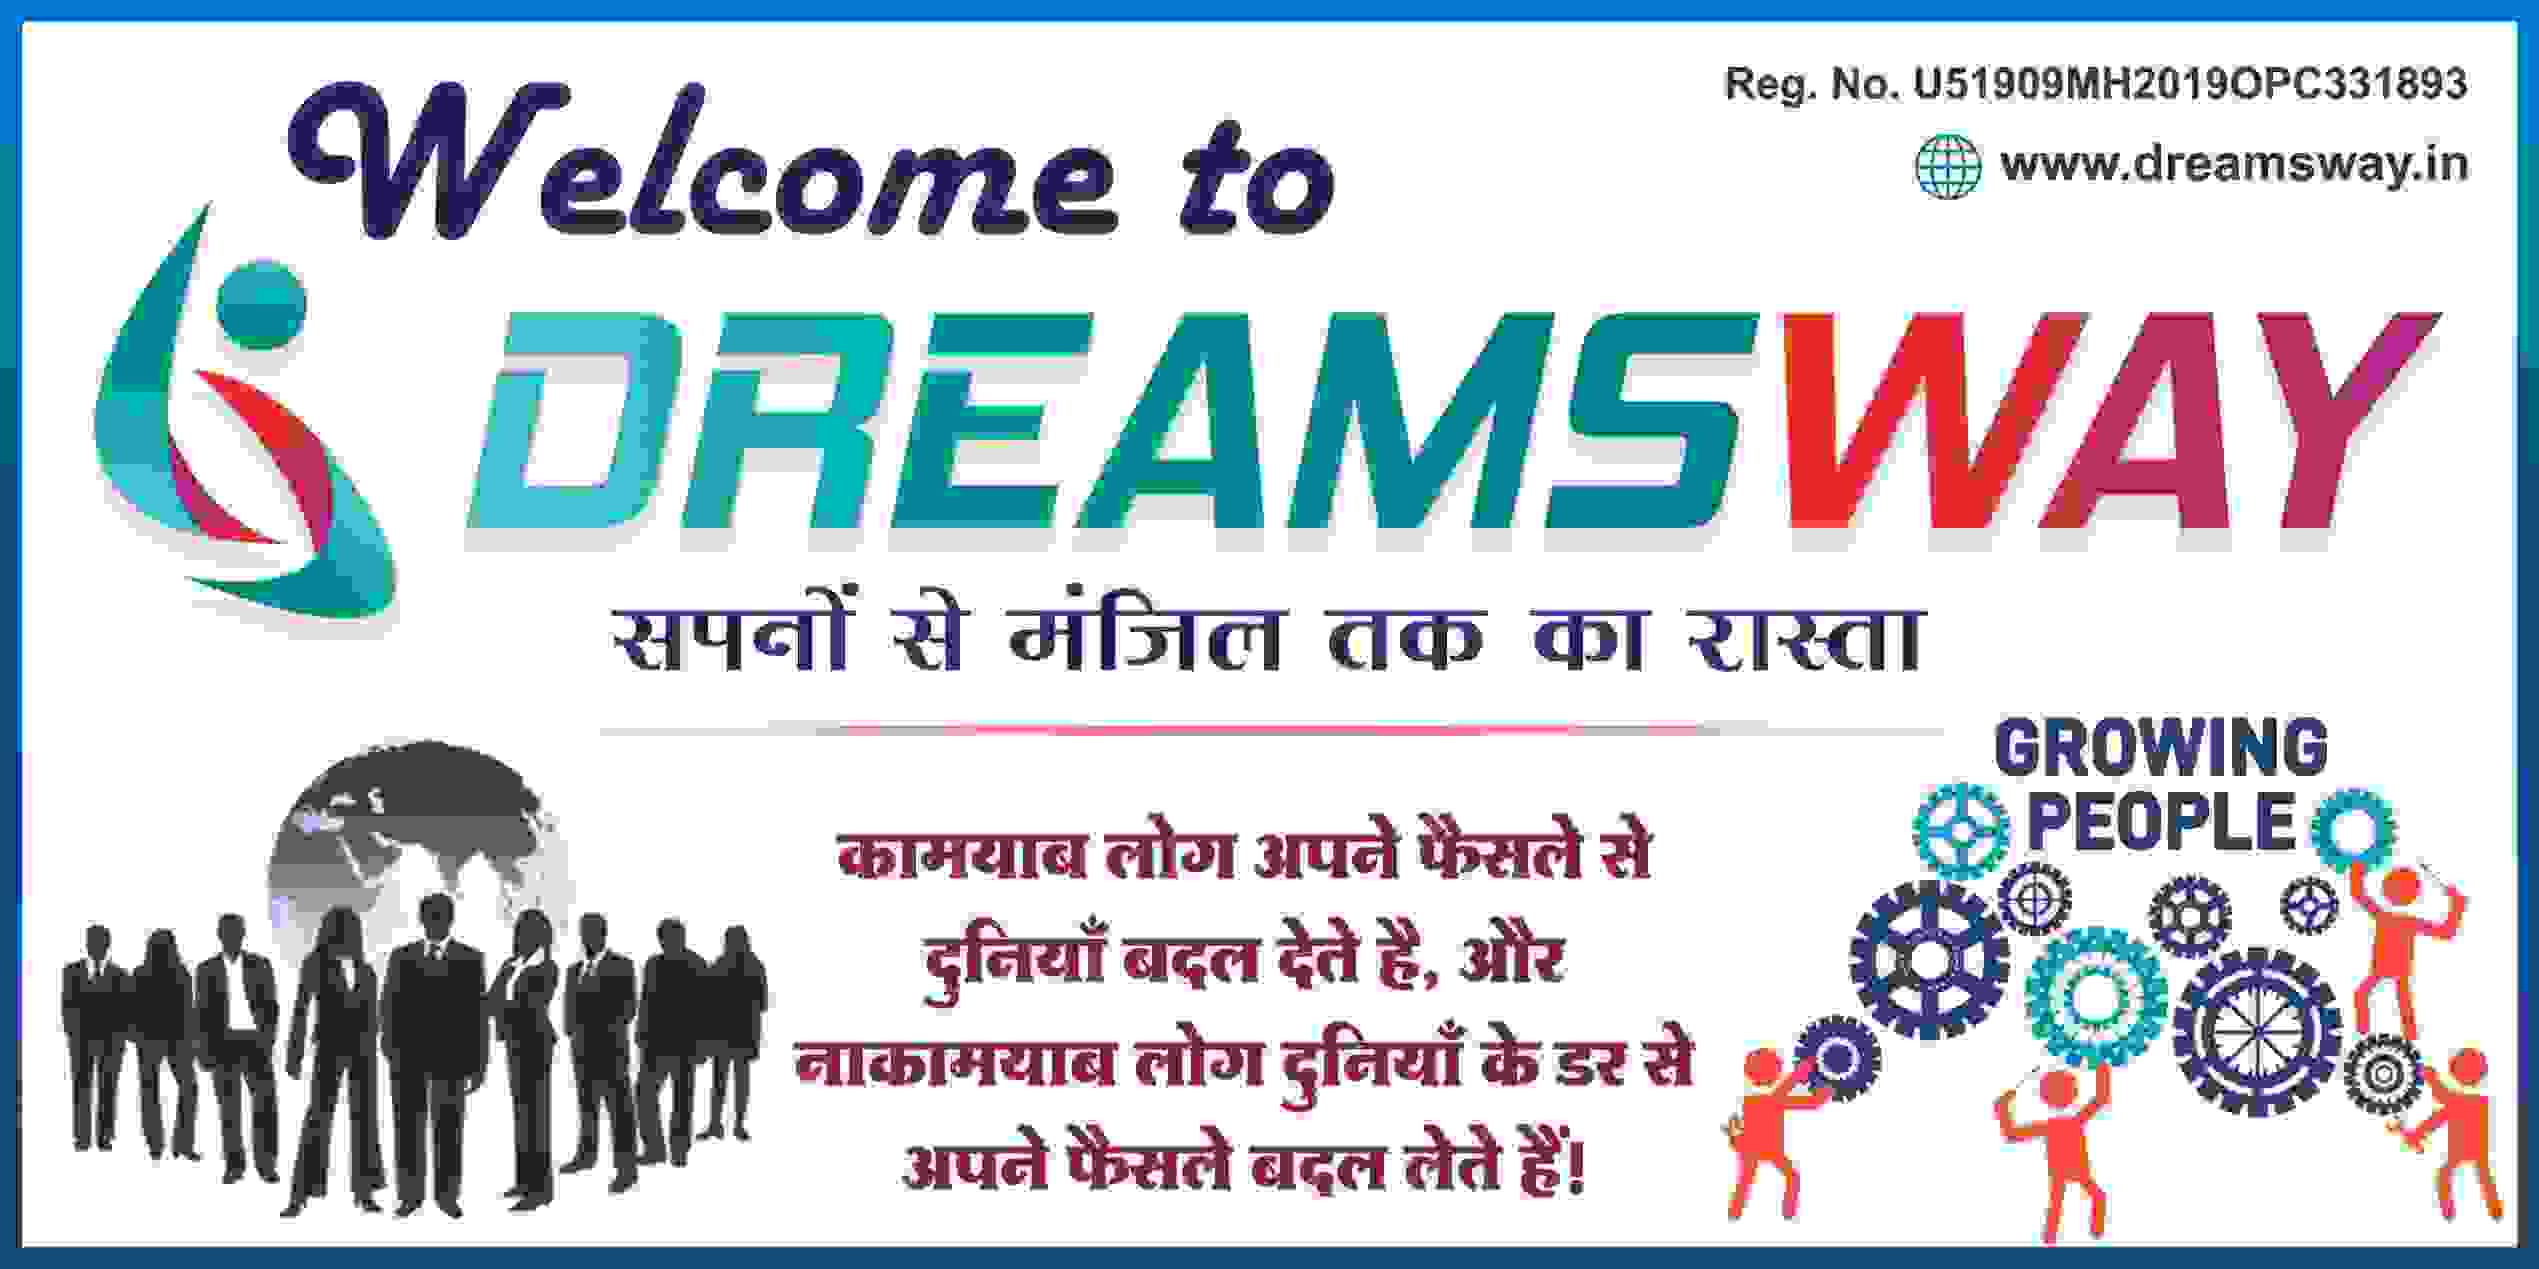 Welcome to
Reg. No. U51909MH2019OPC331893
www.dreamsway.in
DREAMSWAY
सपनों से मंजिल तक का रास्ता
GROWING
PEOPLE
कामयाब लोग अपने फैसले से
दुनियाँ बदल देते है, और
नाकामयाब लोग दुनियाँ के डर से
अपने फैसले बदल लेते हैं!